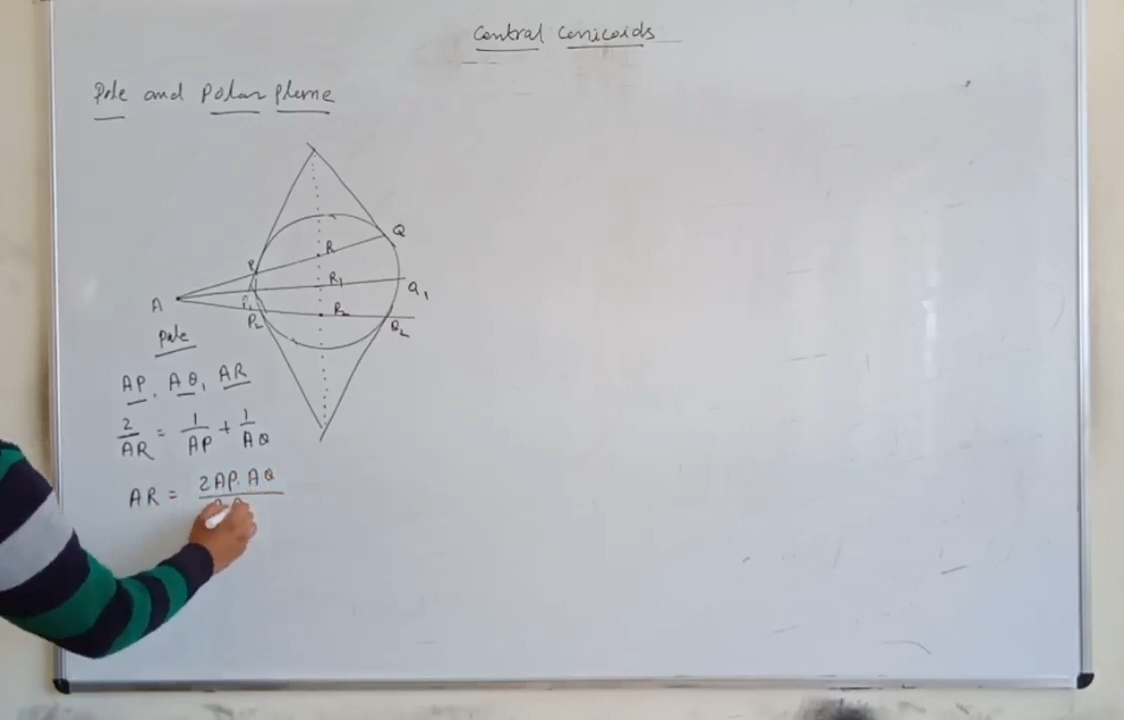 Central Conicoids
Pole and Polar Plane
Q
R
P
R1
A
Q1
P1
R2
P2
Q2
Pole
AP, AQ, AR
2/AR = 1/AP + 1/AQ
AR = 2AP. AQ